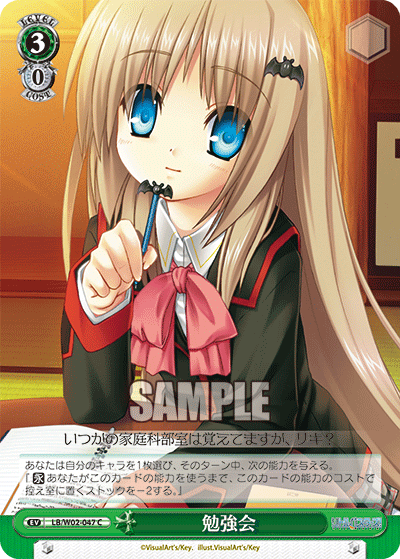 LEVEL
3
0
COST
SAMPLE
いつかの家庭科部室は覚えてますか、リキ？
あなたは自分のキャラを1枚選び、そのターン中、次の能力を与える。
「永 あなたがこのカードの能力を使うまで、このカードの能力のコストで
控え室に置くストックを－2する。」
EV LB/W02-047 C
勉強会
©VisualArt's/Key. illust.VisualArt's/Key